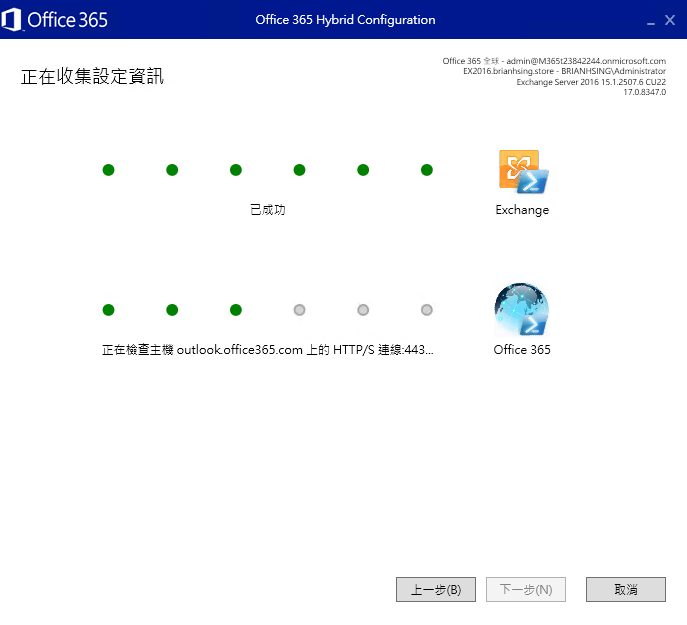 Office 365
Office 365 Hybrid Configuration
正在收集設定資訊
Office 365 全球 - admin@M365t23842244.onmicrosoft.com
EX2016.brianhsing.store - BRIANHSING\Administrator
Exchange Server 2016 15.1.2507.6 CU22
17.0.8347.0
已成功
Exchange
正在檢查主機 outlook.office365.com 上的 HTTP/S 連線:443...
Office 365
上一步(B)
下一步(N)
取消